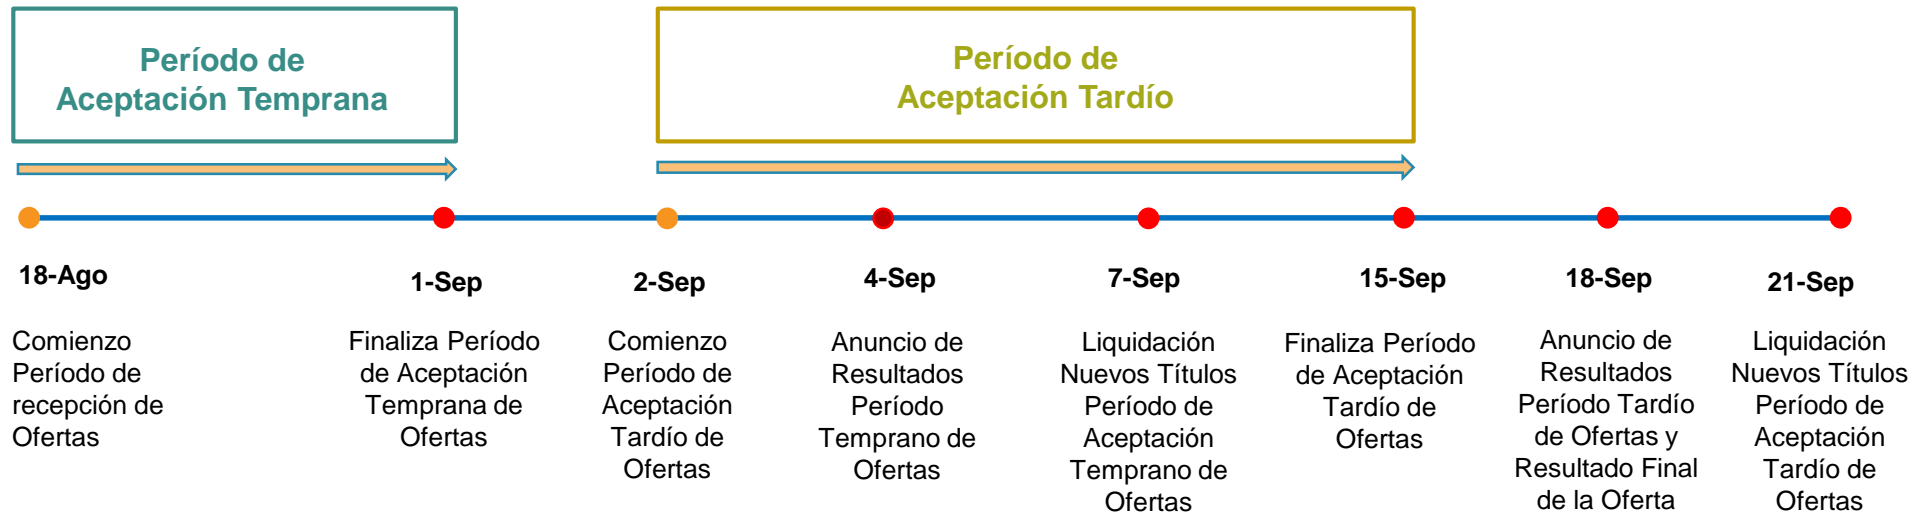 Período de
Aceptación Temprana
Período de
Aceptación Tardío
18-Ago
Comienzo
Período de
recepción de
Ofertas
1-Sep
Finaliza Período
de Aceptación
Temprana de
Ofertas
2-Sep
Comienzo
Período de
Aceptación
Tardío de
Ofertas
4-Sep
Anuncio de
Resultados
Período
Temprano de
Ofertas
7-Sep
Liquidación
Nuevos Títulos
Período de
Aceptación
Temprano de
Ofertas
15-Sep
Finaliza Período
de Aceptación
Tardío de
Ofertas
18-Sep
Anuncio de
Resultados
Período Tardío
de Ofertas y
Resultado Final
de la Oferta
21-Sep
Liquidación
Nuevos Títulos
Período de
Aceptación
Tardío de
Ofertas